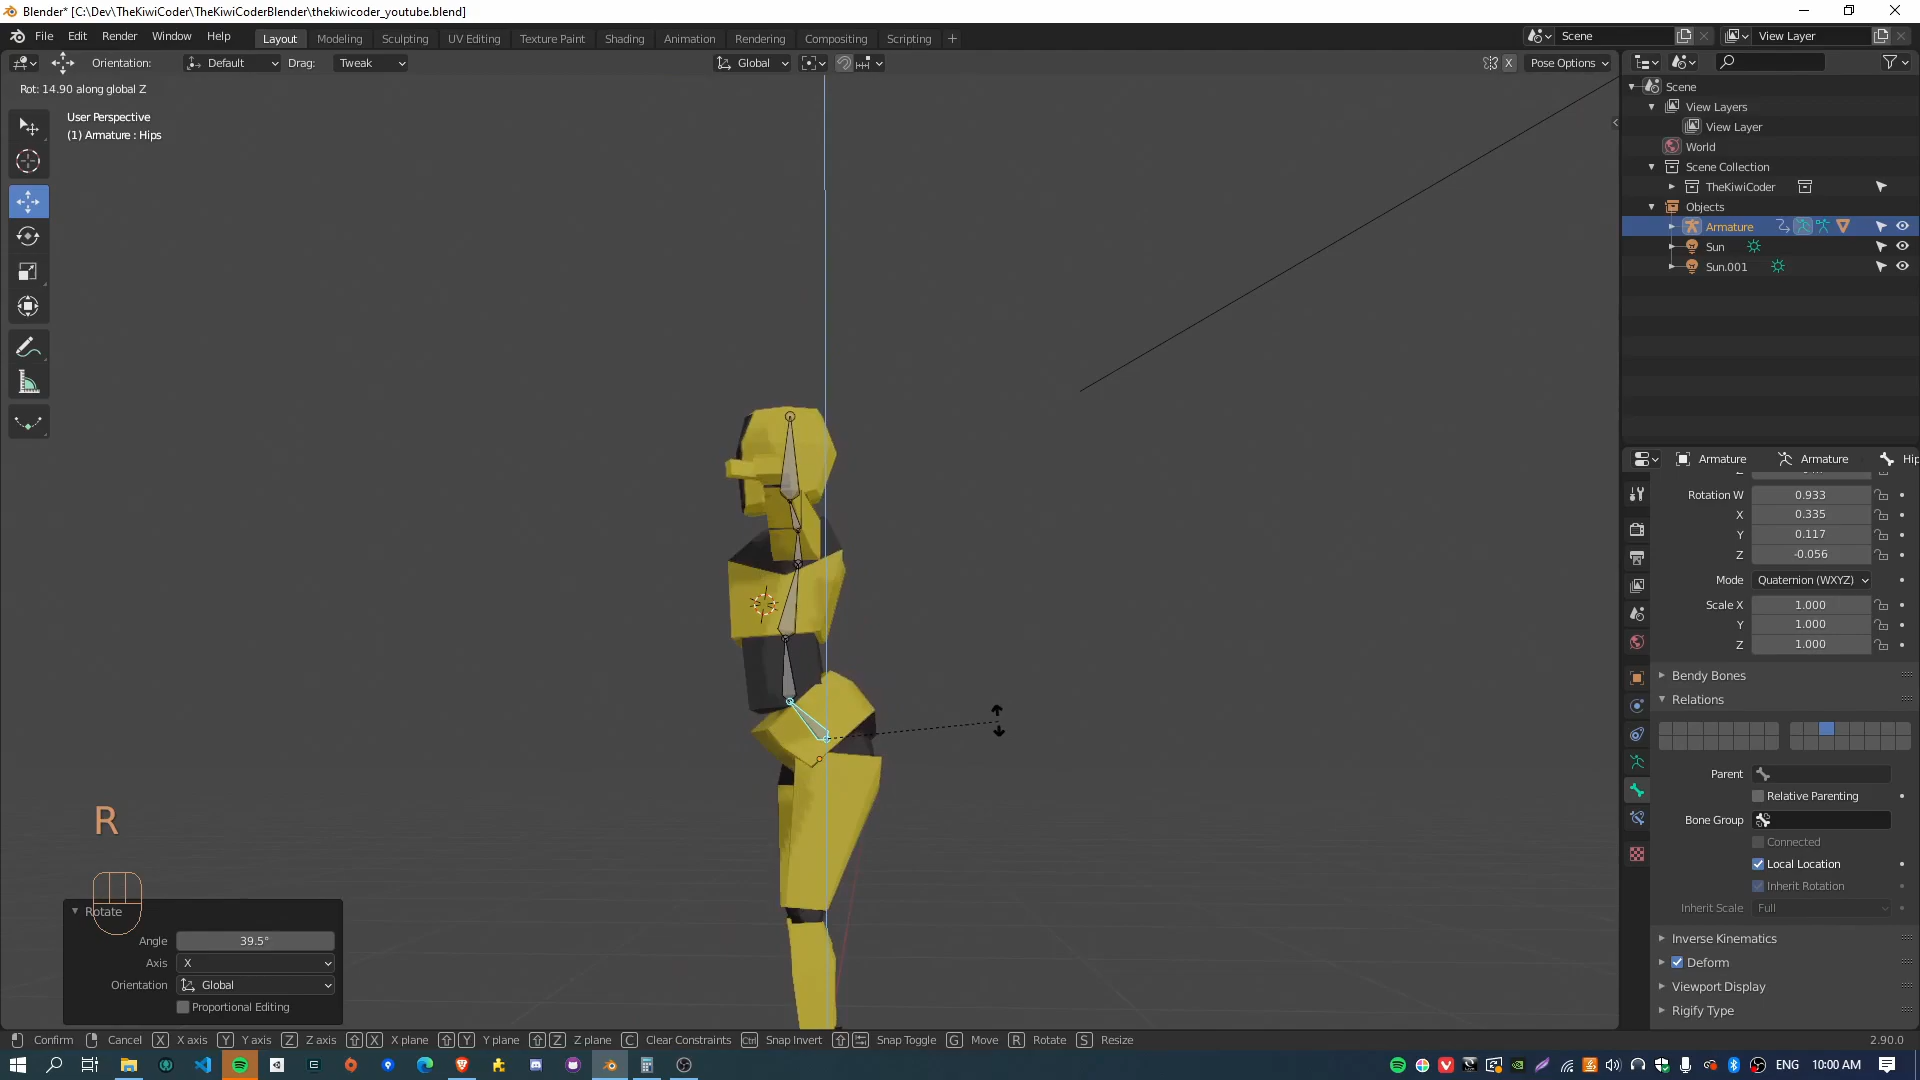 Blender* [C:\Dev\TheKiwiCoder\TheKiwiCoderBlender\thekiwicoder_youtube.blend]
File Edit Render Window Help Layout Modeling Sculpting UV Editing Texture Paint Shading Animation Rendering Compositing Scripting Scene View Layer
Orientation: Default Drag: Tweak Global X Pose Options
Rot: 14.90 along global Z
User Perspective
(1) Armature : Hips
Scene
View Layers
View Layer
World
Scene Collection
TheKiwiCoder
Objects
Armature
Sun
Sun.001
Armature Armature Hip
Rotation W 0.933
X 0.335
Y 0.117
Z -0.056
Mode Quaternion (WXYZ)
Scale X 1.000
Y 1.000
Z 1.000
Bendy Bones
Relations
Parent
Relative Parenting
Bone Group
Connected
Local Location
Inherit Rotation
Inherit Scale Full
Inverse Kinematics
Deform
Viewport Display
Rigify Type
R
Rotate
Angle 39.5°
Axis X
Orientation Global
Proportional Editing
Confirm Cancel X X axis Y Y axis Z Z axis X X plane Y Y plane Z Z plane C Clear Constraints Ctrl Snap Invert Snap Toggle G Move R Rotate S Resize 2.90.0
ENG 10:00 AM